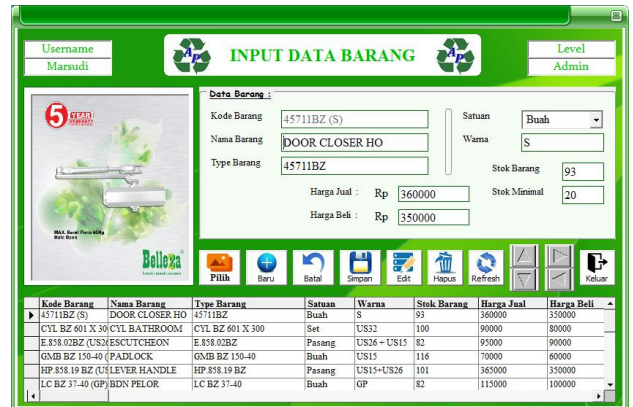 Username
Marsudi
AP
INPUT DATA BARANG
AP
Level
Admin
5 YEAR
MAX. Berat Pintu 60Kg
Belleza
Data Barang :
Kode Barang 45711BZ (S)
Nama Barang DOOR CLOSER HO
Type Barang 45711BZ
Harga Jual : Rp 360000
Harga Beli : Rp 350000
Satuan Buah
Warna S
Stok Barang 93
Stok Minimal 20
Pilih Baru Batal Simpan Edit Hapus Refresh Keluar
Kode Barang Nama Barang Type Barang Satuan Warna Stok Barang Harga Jual Harga Beli
45711BZ (S) DOOR CLOSER HO 45711BZ Buah S 93 360000 350000
CYL BZ 601 X 30 CYL BATHROOM CYL BZ 601 X 300 Set US32 100 90000 80000
E.858.02BZ (US26 ESCUTCHEON E.858.02BZ Pasang US26 + US15 82 95000 90000
GMB BZ 150-40 ( PADLOCK GMB BZ 150-40 Buah US15 116 70000 60000
HP.858.19 BZ (US LEVER HANDLE HP.858.19 BZ Pasang US15+US26 101 365000 350000
LC BZ 37-40 (GP) BDN PELOR LC BZ 37-40 Buah GP 82 115000 100000